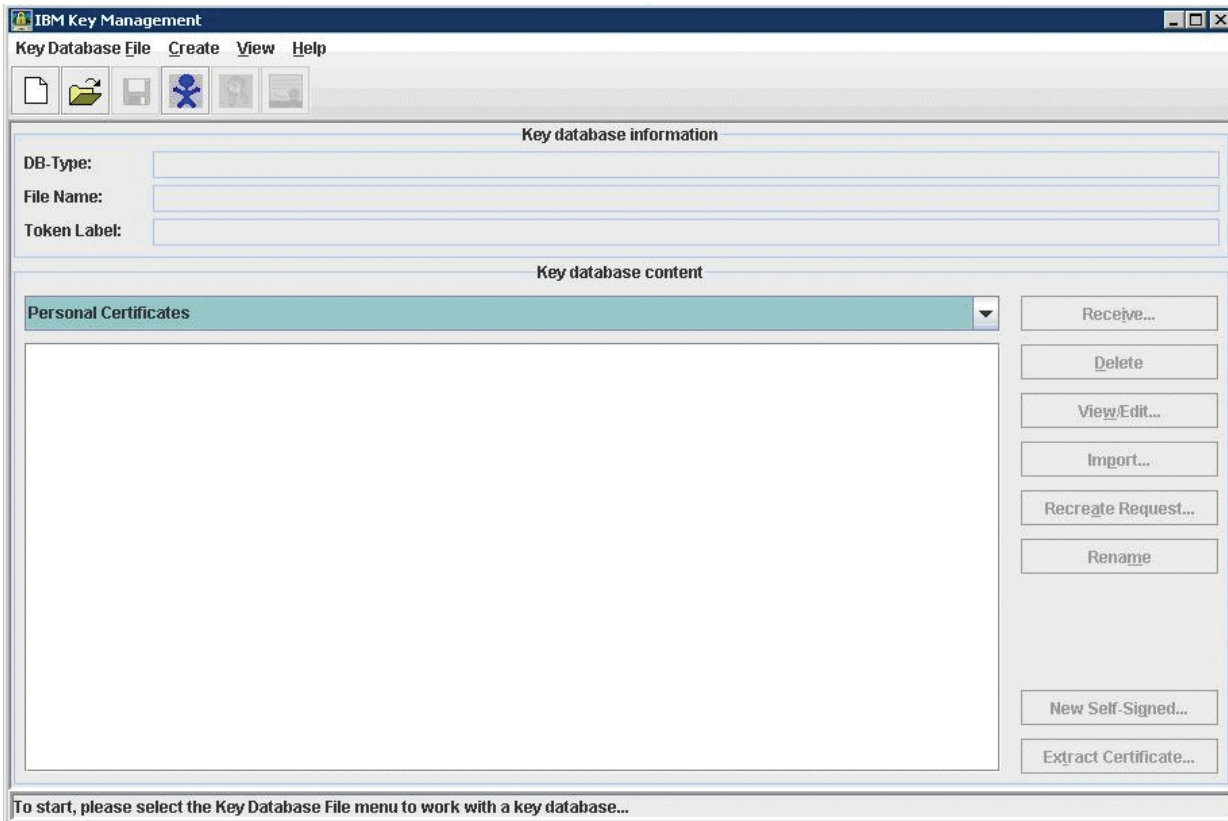 IBM Key Management
Key Database File Create View Help
Key database information
DB-Type:
File Name:
Token Label:
Key database content
Personal Certificates
Receive...
Delete
View/Edit...
Import...
Recreate Request...
Rename
New Self-Signed...
Extract Certificate...
To start, please select the Key Database File menu to work with a key database...